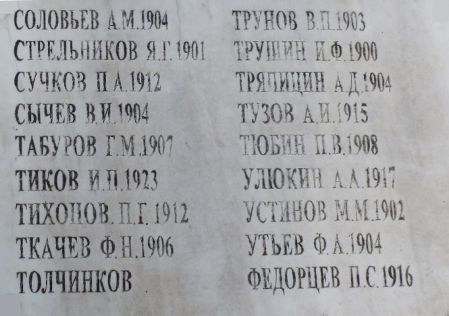 СОЛОВЬЕВ А.М.1904
СТРЕЛЬНИКОВ Я.Г.1901
СУЧКОВ П.А.1912
СЫЧЕВ В.И.1904
ТАБУРОВ Г.М.1907
ТИКОВ И.П.1923
ТИХОНОВ.П.Г.1912
ТКАЧЕВ Ф.Н.1906
ТОЛЧИНКОВ
ТРУНОВ В.П.1903
ТРУШИН И.Ф.1900
ТРЯПИЦИН А.Д.1904
ТУЗОВ А.И.1915
ТЮБИН П.В.1908
УЛЮКИН А.А.1917
УСТИНОВ М.М.1902
УТЬЕВ Ф.А.1904
ФЕДОРЦЕВ П.С.1916